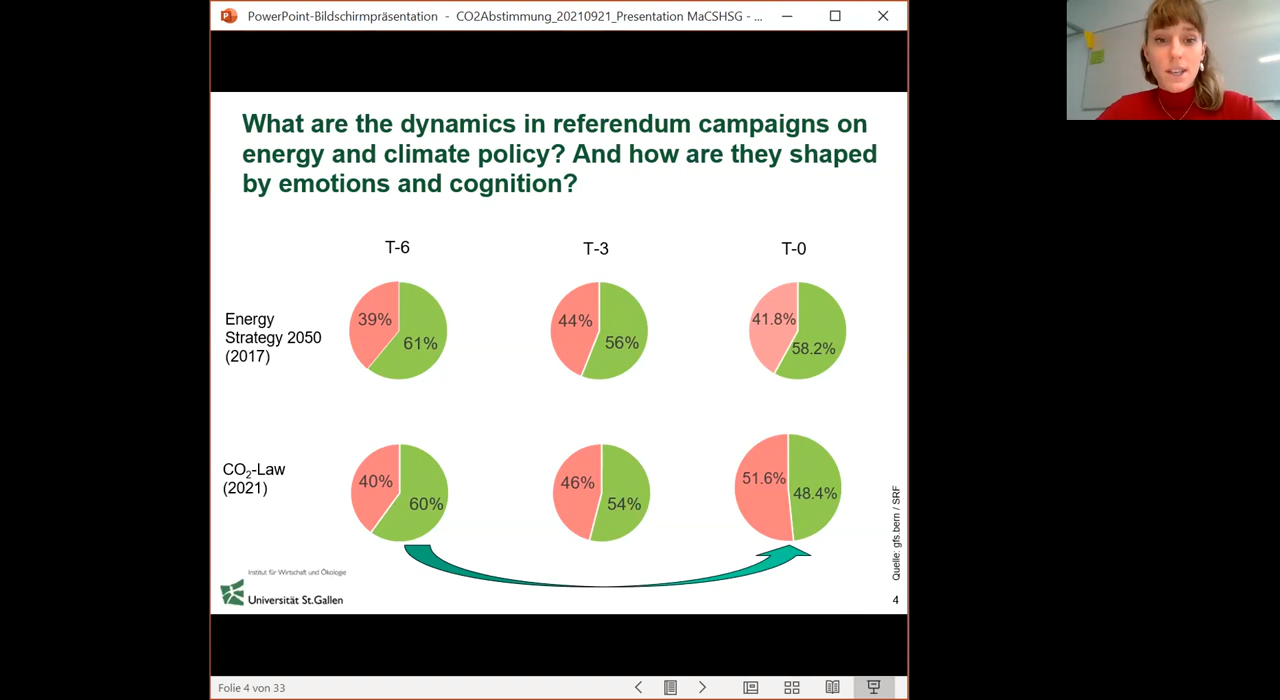 PowerPoint-Bildschirmpräsentation - CO2Abstimmung_20210921_Presentation MaCSHSG - ...
What are the dynamics in referendum campaigns on
energy and climate policy? And how are they shaped
by emotions and cognition?
T-6
T-3
T-0
Energy
Strategy 2050
(2017)
39%
61%
44%
56%
41.8%
58.2%
CO₂-Law
(2021)
40%
60%
46%
54%
51.6%
48.4%
Quelle: gfs.bern / SRF
Institut für Wirtschaft und Ökologie
Universität St.Gallen
4
Folie 4 von 33